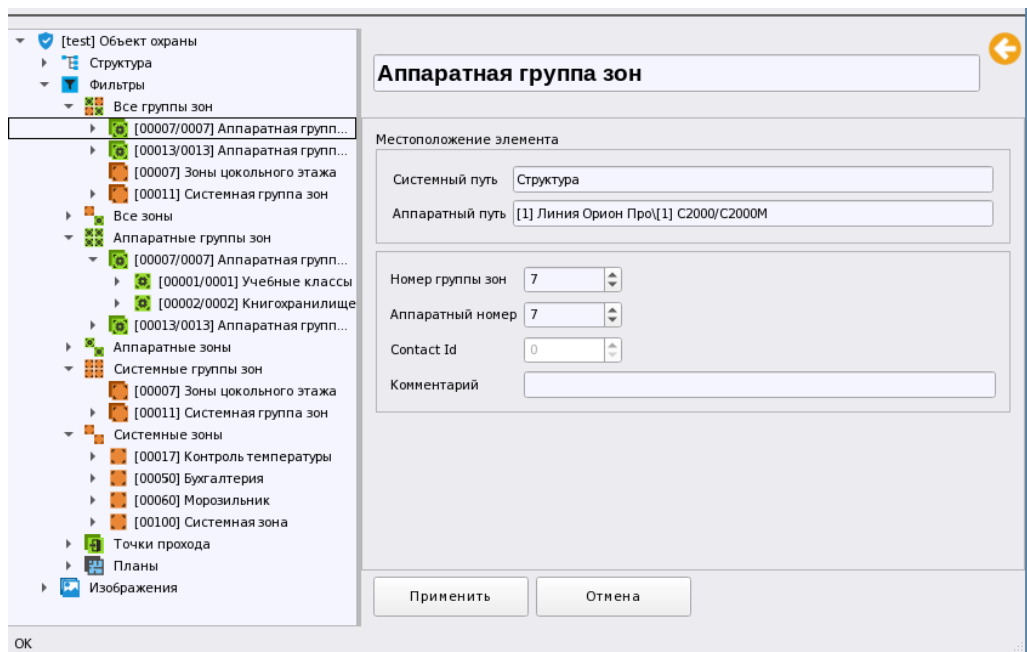 [test] Объект охраны
Структура
Фильтры
Все группы зон
[00007/0007] Аппаратная групп...
[00013/0013] Аппаратная групп...
[00007] Зоны цокольного этажа
[00011] Системная группа зон
Все зоны
Аппаратные группы зон
[00007/0007] Аппаратная групп...
[00001/0001] Учебные классы
[00002/0002] Книгохранилище
[00013/0013] Аппаратная групп...
Аппаратные зоны
Системные группы зон
[00007] Зоны цокольного этажа
[00011] Системная группа зон
Системные зоны
[00017] Контроль температуры
[00050] Бухгалтерия
[00060] Морозильник
[00100] Системная зона
Точки прохода
Планы
Изображения
Аппаратная группа зон
Местоположение элемента
Системный путь Структура
Аппаратный путь [1] Линия Орион Про\[1] С2000/С2000М
Номер группы зон 7
Аппаратный номер 7
Contact Id 0
Комментарий
Применить Отмена
OK